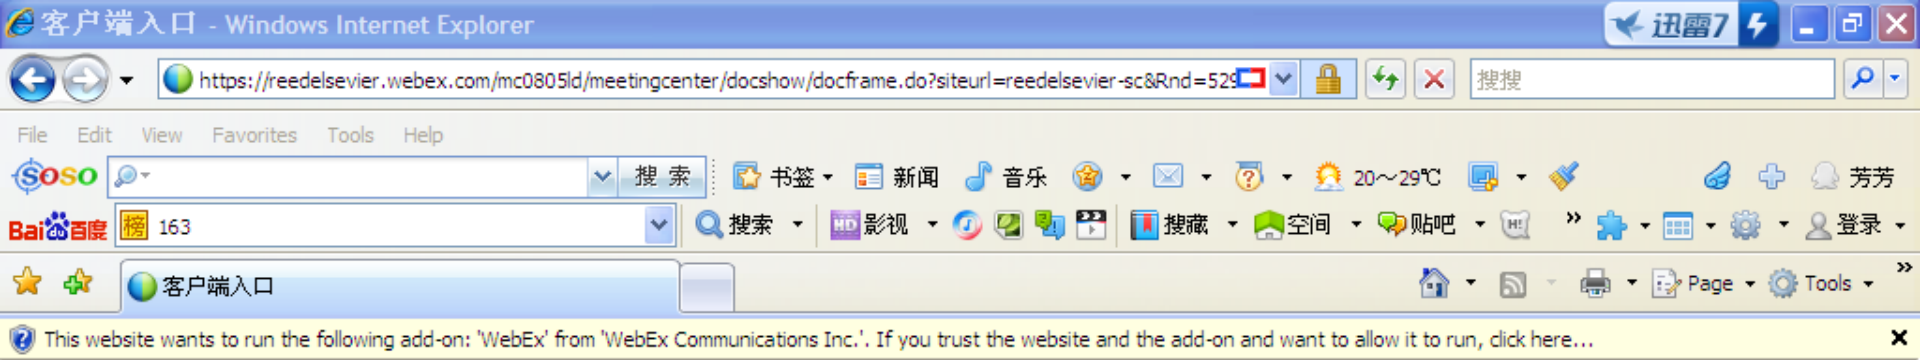 客户端入口 - Windows Internet Explorer 迅雷7
https://reedelsevier.webex.com/mc0805ld/meetingcenter/docshow/docframe.do?siteurl=reedelsevier-sc&Rnd=529 搜搜
File Edit View Favorites Tools Help
SOSO 搜 索 书签 新闻 音乐 20～29℃ 芳芳
Bai du 百度 榜 163 搜索 HD 影视 搜藏 空间 贴吧 Hi » 登录
客户端入口 Page Tools »
This website wants to run the following add-on: 'WebEx' from 'WebEx Communications Inc.'. If you trust the website and the add-on and want to allow it to run, click here...